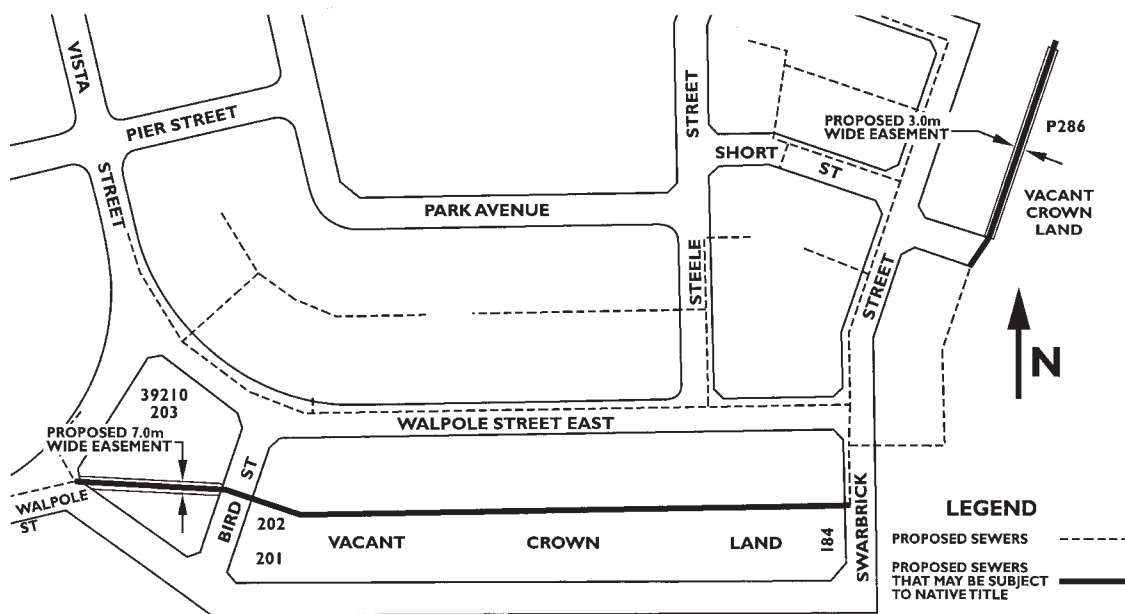 VISTA
STREET
PIER STREET
PARK AVENUE
STREET
STEELE
SHORT
ST
PROPOSED 3.0m
WIDE EASEMENT
P286
VACANT
CROWN
LAND
STREET
SWARBRICK
N
39210
203
PROPOSED 7.0m
WIDE EASEMENT
WALPOLE
ST
BIRD ST
WALPOLE STREET EAST
202
201
VACANT CROWN LAND
184
LEGEND
PROPOSED SEWERS
PROPOSED SEWERS
THAT MAY BE SUBJECT
TO NATIVE TITLE